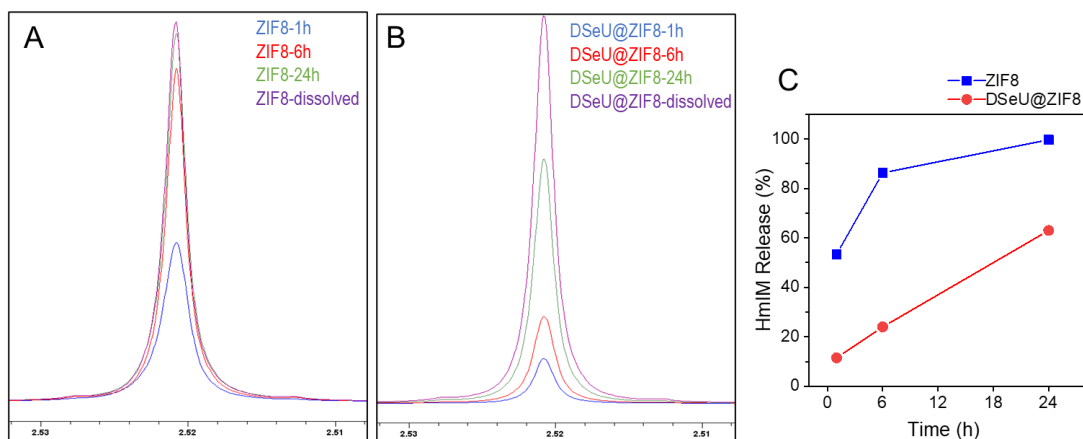 A
ZIF8-1h
ZIF8-6h
ZIF8-24h
ZIF8-dissolved
2.53
2.52
2.51
B
DSeU@ZIF8-1h
DSeU@ZIF8-6h
DSeU@ZIF8-24h
DSeU@ZIF8-dissolved
2.53
2.52
2.51
C
ZIF8
DSeU@ZIF8
HmIM Release (%)
100
80
60
40
20
0
0
6
12
18
24
Time (h)